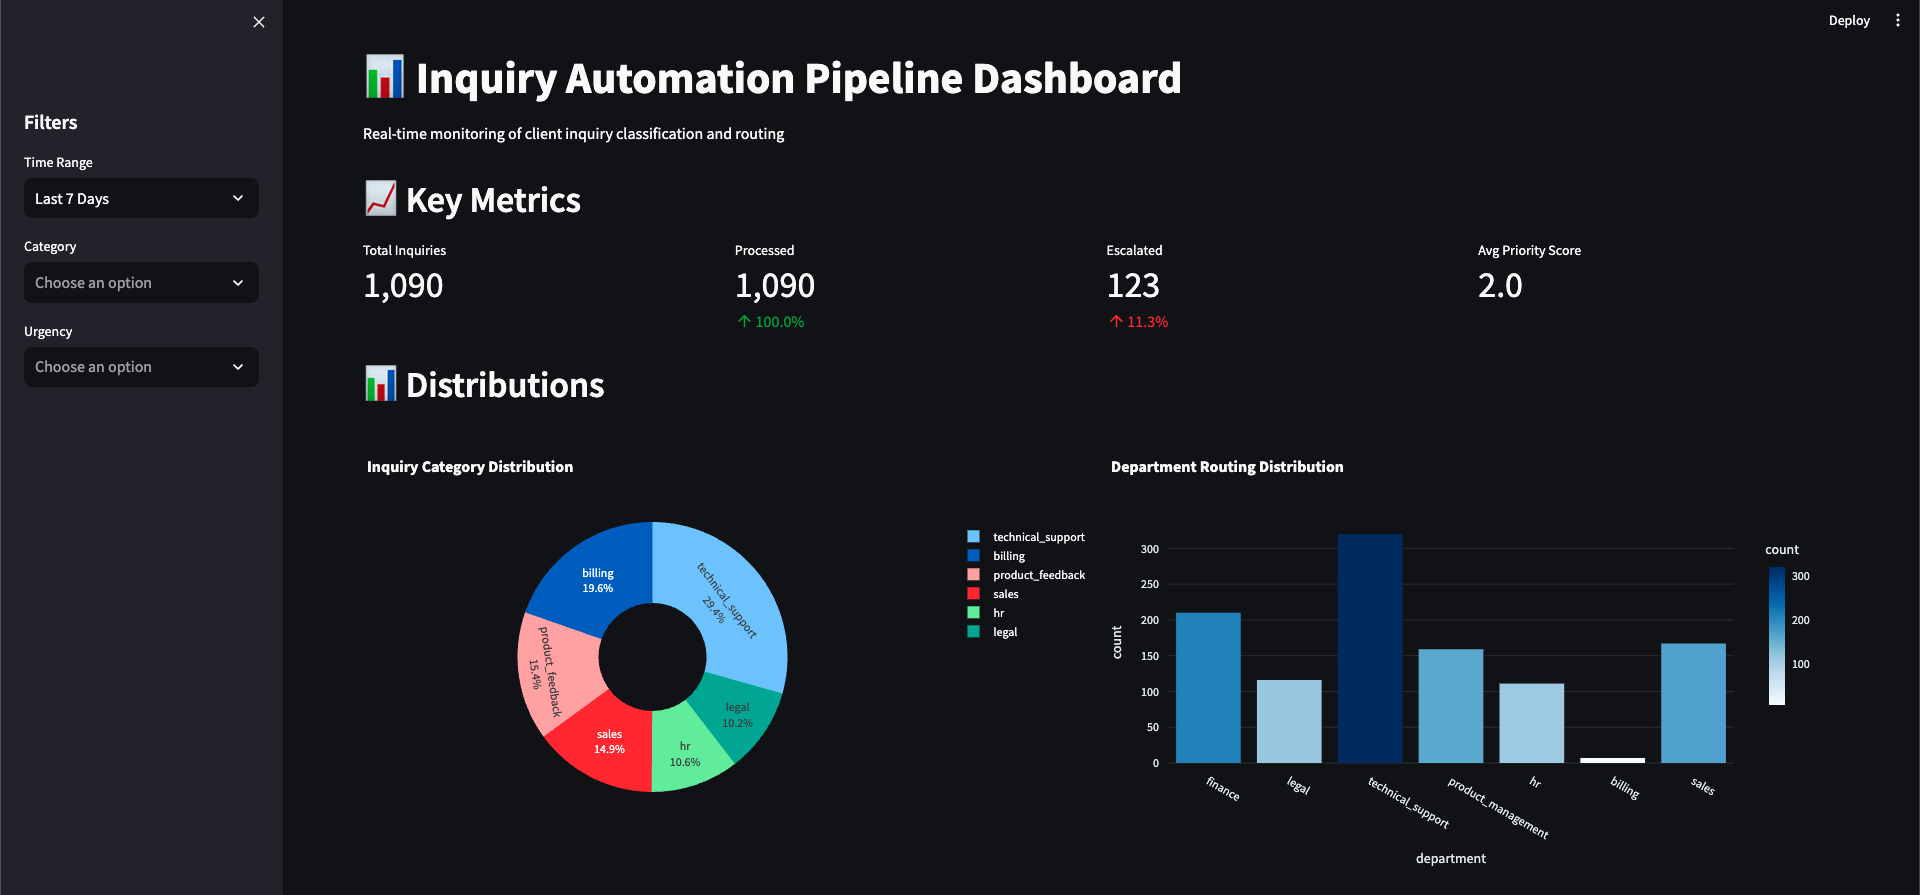 Deploy
Filters
Time Range
Last 7 Days
Category
Choose an option
Urgency
Choose an option
Inquiry Automation Pipeline Dashboard
Real-time monitoring of client inquiry classification and routing
Key Metrics
Total Inquiries
1,090
Processed
1,090
↑ 100.0%
Escalated
123
↑ 11.3%
Avg Priority Score
2.0
Distributions
Inquiry Category Distribution
technical_support
29.4%
billing
19.6%
product_feedback
15.4%
sales
14.9%
hr
10.6%
legal
10.2%
technical_support
billing
product_feedback
sales
hr
legal
Department Routing Distribution
count
300
250
200
150
100
50
0
finance
legal
technical_support
product_management
hr
billing
sales
department
count
300
200
100